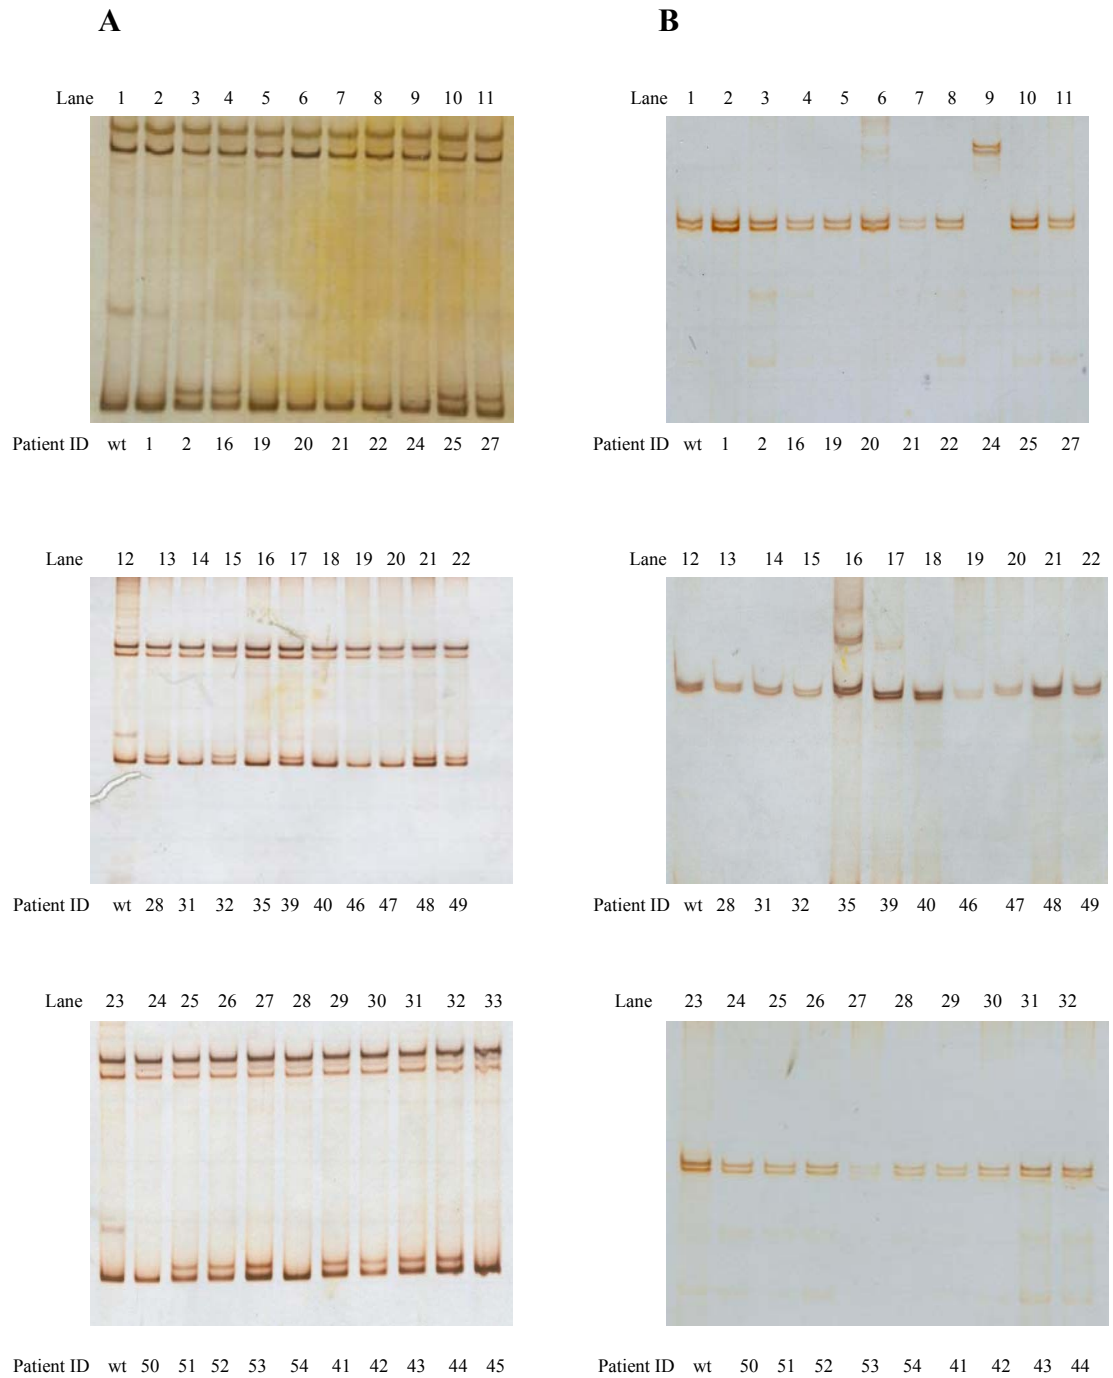 A B
Lane 1 2 3 4 5 6 7 8 9 10 11
Lane 1 2 3 4 5 6 7 8 9 10 11
Patient ID wt 1 2 16 19 20 21 22 24 25 27
Patient ID wt 1 2 16 19 20 21 22 24 25 27
Lane 12 13 14 15 16 17 18 19 20 21 22
Lane 12 13 14 15 16 17 18 19 20 21 22
Patient ID wt 28 31 32 35 39 40 46 47 48 49
Patient ID wt 28 31 32 35 39 40 46 47 48 49
Lane 23 24 25 26 27 28 29 30 31 32 33
Lane 23 24 25 26 27 28 29 30 31 32
Patient ID wt 50 51 52 53 54 41 42 43 44 45
Patient ID wt 50 51 52 53 54 41 42 43 44